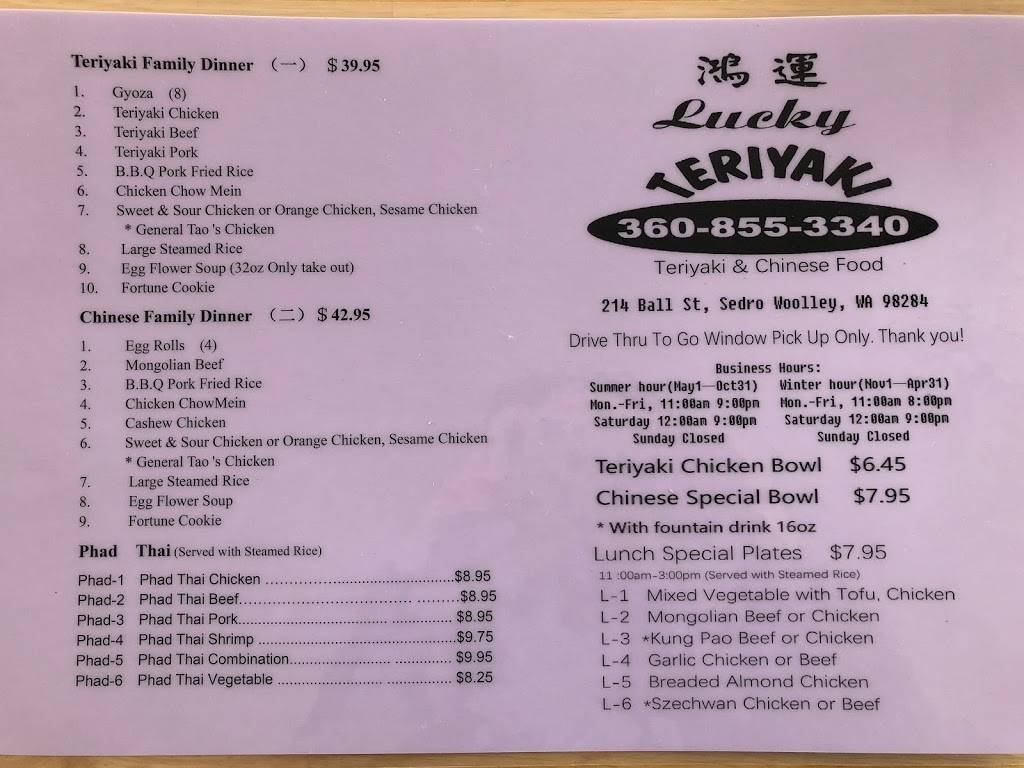 Teriyaki Family Dinner （一） $39.95
1. Gyoza (8)
2. Teriyaki Chicken
3. Teriyaki Beef
4. Teriyaki Pork
5. B.B.Q Pork Fried Rice
6. Chicken Chow Mein
7. Sweet & Sour Chicken or Orange Chicken, Sesame Chicken
* General Tao 's Chicken
8. Large Steamed Rice
9. Egg Flower Soup (32oz Only take out)
10. Fortune Cookie
Chinese Family Dinner （二） $42.95
1. Egg Rolls (4)
2. Mongolian Beef
3. B.B.Q Pork Fried Rice
4. Chicken ChowMein
5. Cashew Chicken
6. Sweet & Sour Chicken or Orange Chicken, Sesame Chicken
* General Tao 's Chicken
7. Large Steamed Rice
8. Egg Flower Soup
9. Fortune Cookie
Phad Thai (Served with Steamed Rice)
Phad-1 Phad Thai Chicken ................................................$8.95
Phad-2 Phad Thai Beef............................................ .........$8.95
Phad-3 Phad Thai Pork..................................... ............... $8.95
Phad-4 Phad Thai Shrimp ..................................................$9.75
Phad-5 Phad Thai Combination......................... .............. $9.95
Phad-6 Phad Thai Vegetable ........................... ................ $8.25
鴻運
Lucky
TERIYAKI
360-855-3340
Teriyaki & Chinese Food
214 Ball St, Sedro Woolley, WA 98284
Drive Thru To Go Window Pick Up Only. Thank you!
Business Hours:
Summer hour(May1—Oct31) Winter hour(Nov1—Apr31)
Mon.-Fri, 11:00am 9:00pm Mon.-Fri, 11:00am 8:00pm
Saturday 12:00am 9:00pm Saturday 12:00am 9:00pm
Sunday Closed Sunday Closed
Teriyaki Chicken Bowl $6.45
Chinese Special Bowl $7.95
* With fountain drink 16oz
Lunch Special Plates $7.95
11 :00am-3:00pm (Served with Steamed Rice)
L-1 Mixed Vegetable with Tofu, Chicken
L-2 Mongolian Beef or Chicken
L-3 *Kung Pao Beef or Chicken
L-4 Garlic Chicken or Beef
L-5 Breaded Almond Chicken
L-6 *Szechwan Chicken or Beef